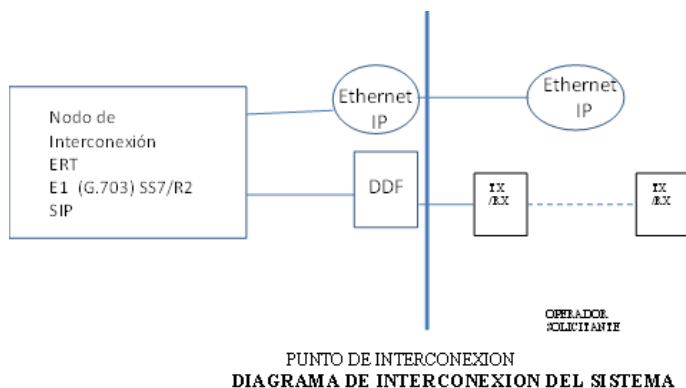 Nodo de
Interconexión
ERT
E1 (G.703) SS7/R2
SIP
Ethernet
IP
Ethernet
IP
DDF
TX
/RX
TX
/RX
OPERADOR
SOLICITANTE
PUNTO DE INTERCONEXION
DIAGRAMA DE INTERCONEXION DEL SISTEMA